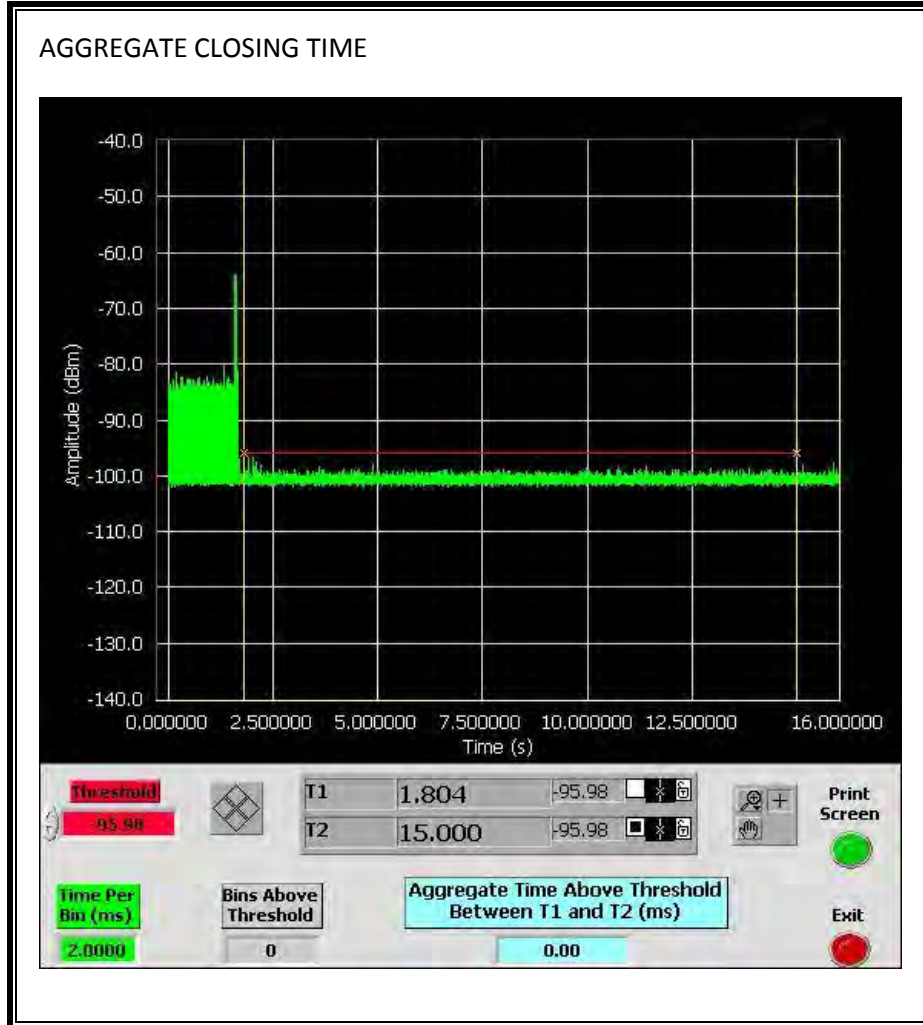 AGGREGATE CLOSING TIME
-40.0
-50.0
-60.0
-70.0
-80.0
-90.0
-100.0
-110.0
-120.0
-130.0
-140.0
Amplitude (dBm)
0.000000 2.500000 5.000000 7.500000 10.000000 12.500000 16.000000
Time (s)
Threshold
-95.98
T1 1.804 -95.98
T2 15.000 -95.98
Print
Screen
Time Per
Bin (ms)
2.0000
Bins Above
Threshold
0
Aggregate Time Above Threshold
Between T1 and T2 (ms)
0.00
Exit